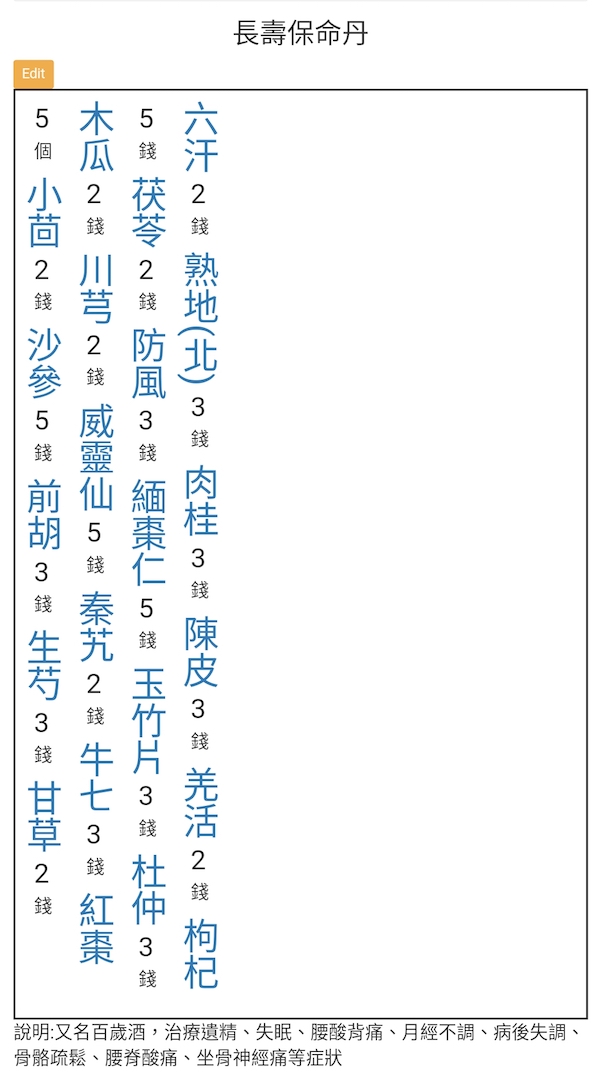 長壽保命丹
Edit
六汗2錢熟地(北)3錢肉桂3錢陳皮3錢羌活2錢枸杞
5錢茯苓2錢防風3錢緬棗仁5錢玉竹片3錢杜仲3錢
木瓜2錢川芎2錢威靈仙5錢秦艽2錢牛七3錢紅棗
5個小茴2錢沙參5錢前胡3錢生芍3錢甘草2錢
說明:又名百歲酒，治療遺精、失眠、腰酸背痛、月經不調、病後失調、
骨骼疏鬆、腰脊酸痛、坐骨神經痛等症狀